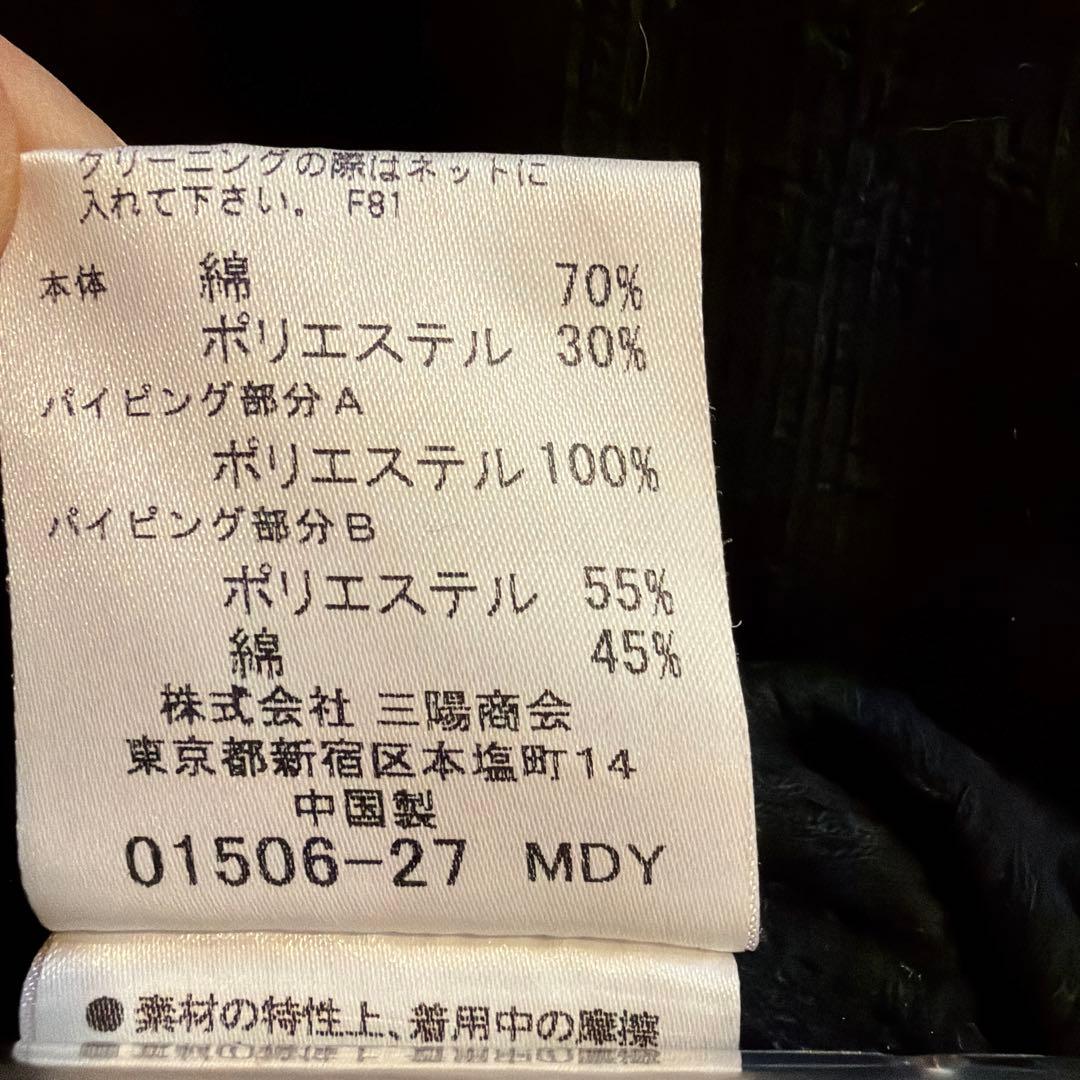 クリーニングの際はネットに
入れて下さい。 F81
本体 綿 70%
ポリエステル 30%
パイピング部分A
ポリエステル 100%
パイピング部分B
ポリエステル 55%
綿 45%
株式会社 三陽商会
東京都新宿区本塩町14
中国製
01506-27 MDY
●素材の特性上、着用中の摩擦